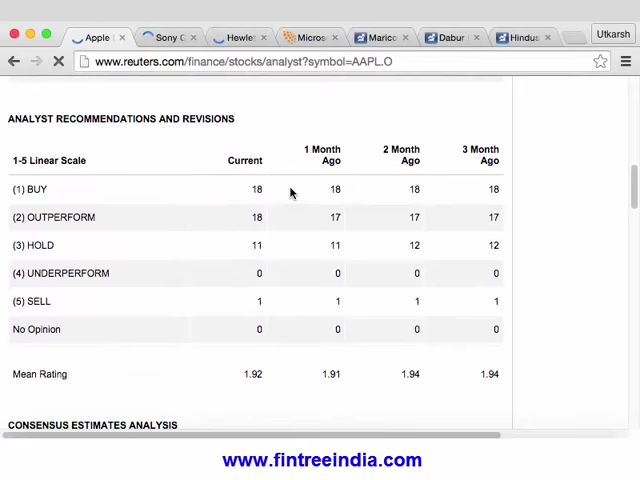 Apple
Sony C
Hewlet
Micros
Marico
Dabur
Hindus
Utkarsh
www.reuters.com/finance/stocks/analyst?symbol=AAPL.O
ANALYST RECOMMENDATIONS AND REVISIONS
1-5 Linear Scale Current 1 Month Ago 2 Month Ago 3 Month Ago
(1) BUY 18 18 18 18
(2) OUTPERFORM 18 17 17 17
(3) HOLD 11 11 12 12
(4) UNDERPERFORM 0 0 0 0
(5) SELL 1 1 1 1
No Opinion 0 0 0 0
Mean Rating 1.92 1.91 1.94 1.94
CONSENSUS ESTIMATES ANALYSIS
www.fintreeindia.com